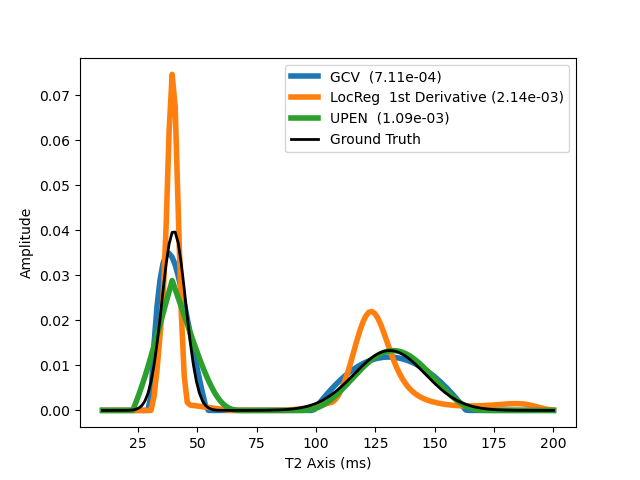 GCV  (7.11e-04)
LocReg  1st Derivative (2.14e-03)
UPEN  (1.09e-03)
Ground Truth
Amplitude
0.07
0.06
0.05
0.04
0.03
0.02
0.01
0.00
25 50 75 100 125 150 175 200
T2 Axis (ms)